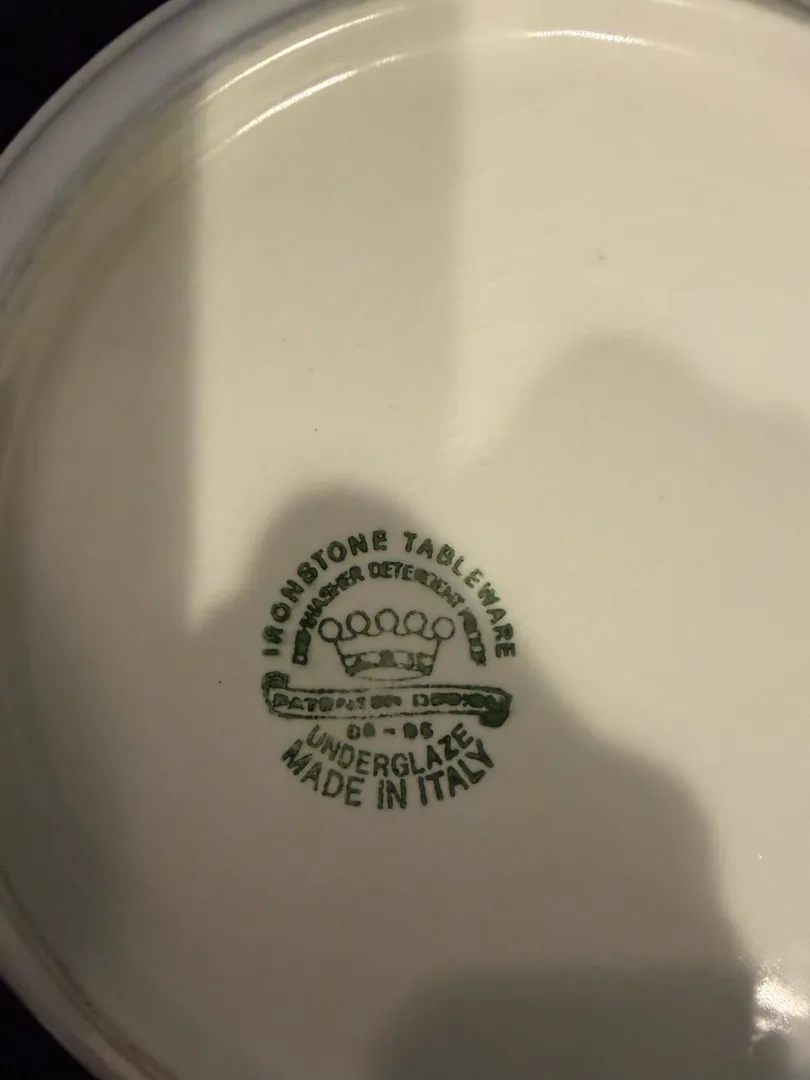 IRONSTONE TABLEWARE
DISHWASHER DETERGENT PROOF
PATENTED DESIGN
UNDERGLAZE
MADE IN ITALY